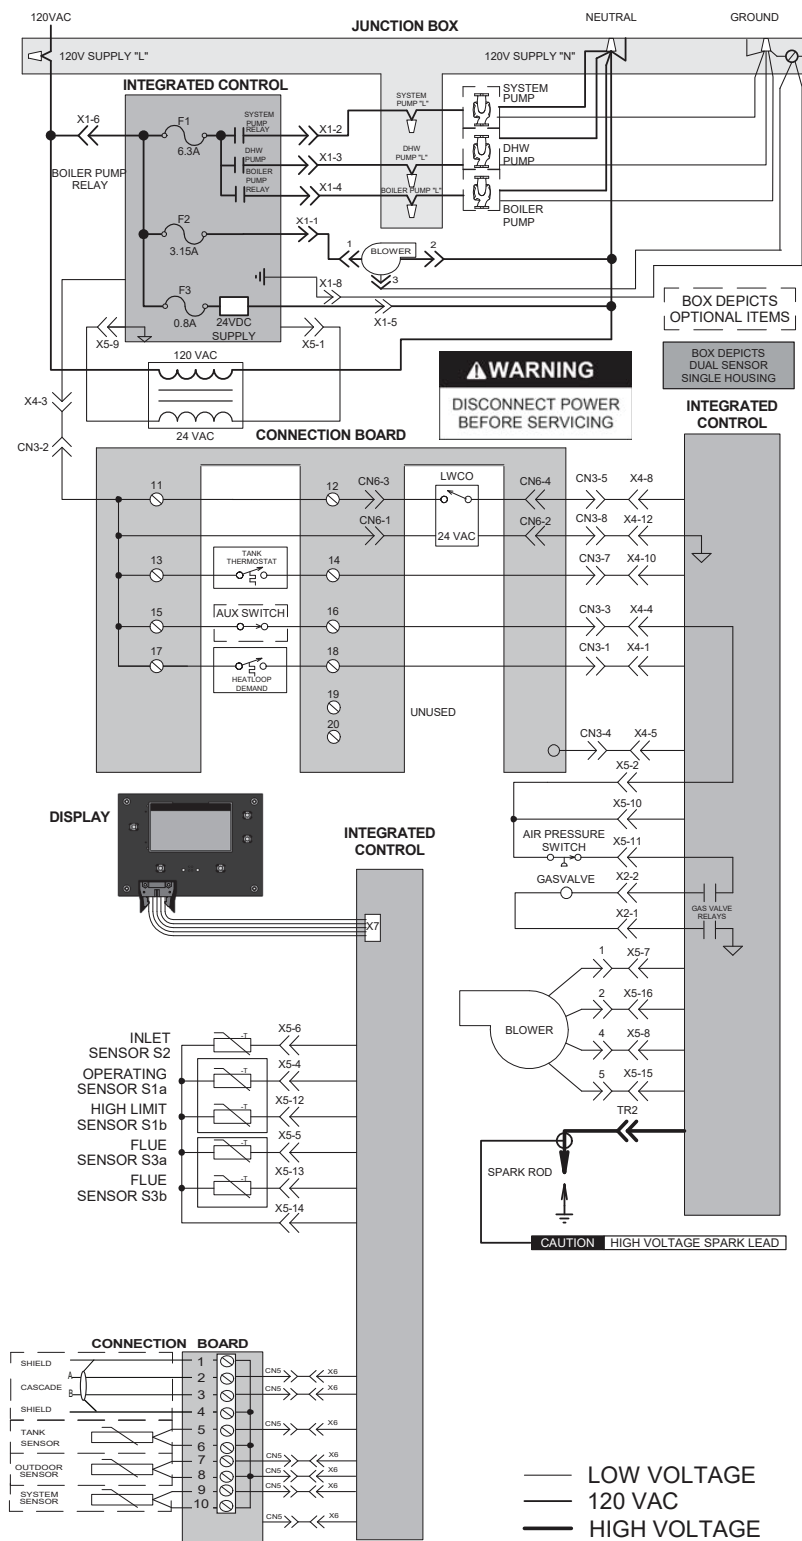 120VAC
NEUTRAL
GROUND
JUNCTION BOX
120V SUPPLY "L"
120V SUPPLY "N"
INTEGRATED CONTROL
SYSTEM
PUMP "L"
SYSTEM
PUMP
X1-6
F1
6.3A
SYSTEM
PUMP
RELAY
X1-2
BOILER PUMP
RELAY
DHW
PUMP
X1-3
DHW
PUMP "L"
DHW
PUMP
BOILER
PUMP
RELAY
X1-4
BOILER PUMP "L"
BOILER
PUMP
F2
3.15A
X1-1
1
BLOWER
2
3
X1-8
F3
0.8A
24VDC
SUPPLY
X1-5
BOX DEPICTS
OPTIONAL ITEMS
X5-9
X5-1
120 VAC
24 VAC
BOX DEPICTS
DUAL SENSOR
SINGLE HOUSING
WARNING
DISCONNECT POWER
BEFORE SERVICING
X4-3
CN3-2
CONNECTION BOARD
INTEGRATED
CONTROL
11
12
CN6-3
LWCO
CN6-4
CN3-5
X4-8
CN6-1
24 VAC
CN6-2
CN3-8
X4-12
13
TANK
THERMOSTAT
14
CN3-7
X4-10
15
AUX SWITCH
16
CN3-3
X4-4
17
HEATLOOP
DEMAND
18
CN3-1
X4-1
19
20
UNUSED
CN3-4
X4-5
X5-2
X5-10
AIR PRESSURE
SWITCH
X5-11
GASVALVE
X2-2
GAS VALVE
RELAYS
X2-1
DISPLAY
INTEGRATED
CONTROL
X7
BLOWER
1
X5-7
2
X5-16
4
X5-8
5
X5-15
TR2
SPARK ROD
CAUTION HIGH VOLTAGE SPARK LEAD
INLET
SENSOR S2
-T
X5-6
OPERATING
SENSOR S1a
-T
X5-4
HIGH LIMIT
SENSOR S1b
-T
X5-12
FLUE
SENSOR S3a
-T
X5-5
FLUE
SENSOR S3b
-T
X5-13
X5-14
CONNECTION BOARD
SHIELD
1
A
2
CN5
X6
CASCADE
B
3
CN5
X6
SHIELD
4
TANK
SENSOR
5
CN5
X6
6
OUTDOOR
SENSOR
7
CN5
X6
8
CN5
X6
SYSTEM
SENSOR
9
CN5
X6
10
CN5
X6
LOW VOLTAGE
120 VAC
HIGH VOLTAGE